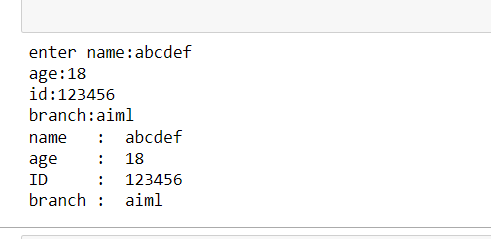 enter name:abcdef
age:18
id:123456
branch:aiml
name   :  abcdef
age    :  18
ID     :  123456
branch :  aiml